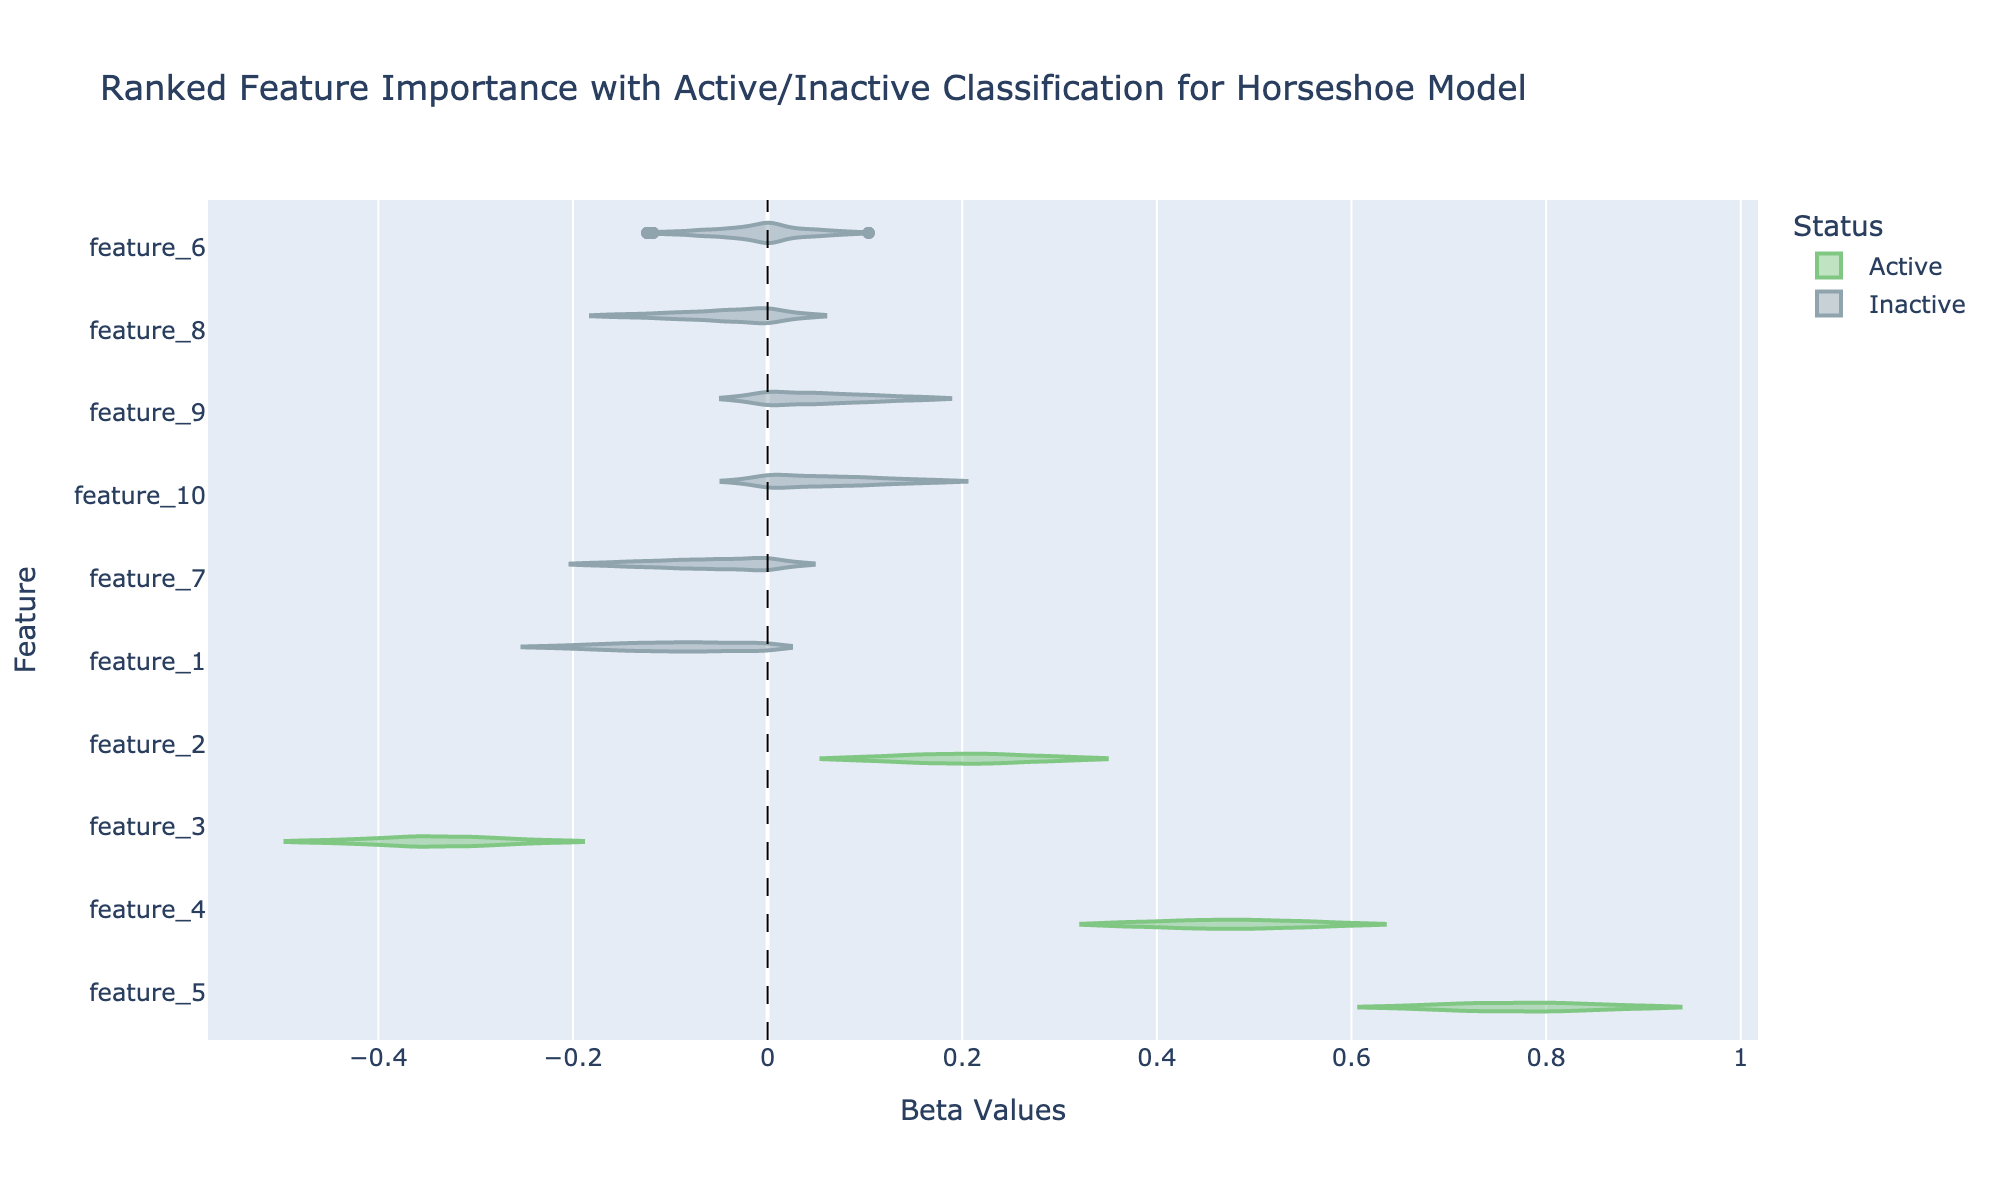 Ranked Feature Importance with Active/Inactive Classification for Horseshoe Model
Status
Active
Inactive
Feature
feature_6
feature_8
feature_9
feature_10
feature_7
feature_1
feature_2
feature_3
feature_4
feature_5
−0.4 −0.2 0 0.2 0.4 0.6 0.8 1
Beta Values